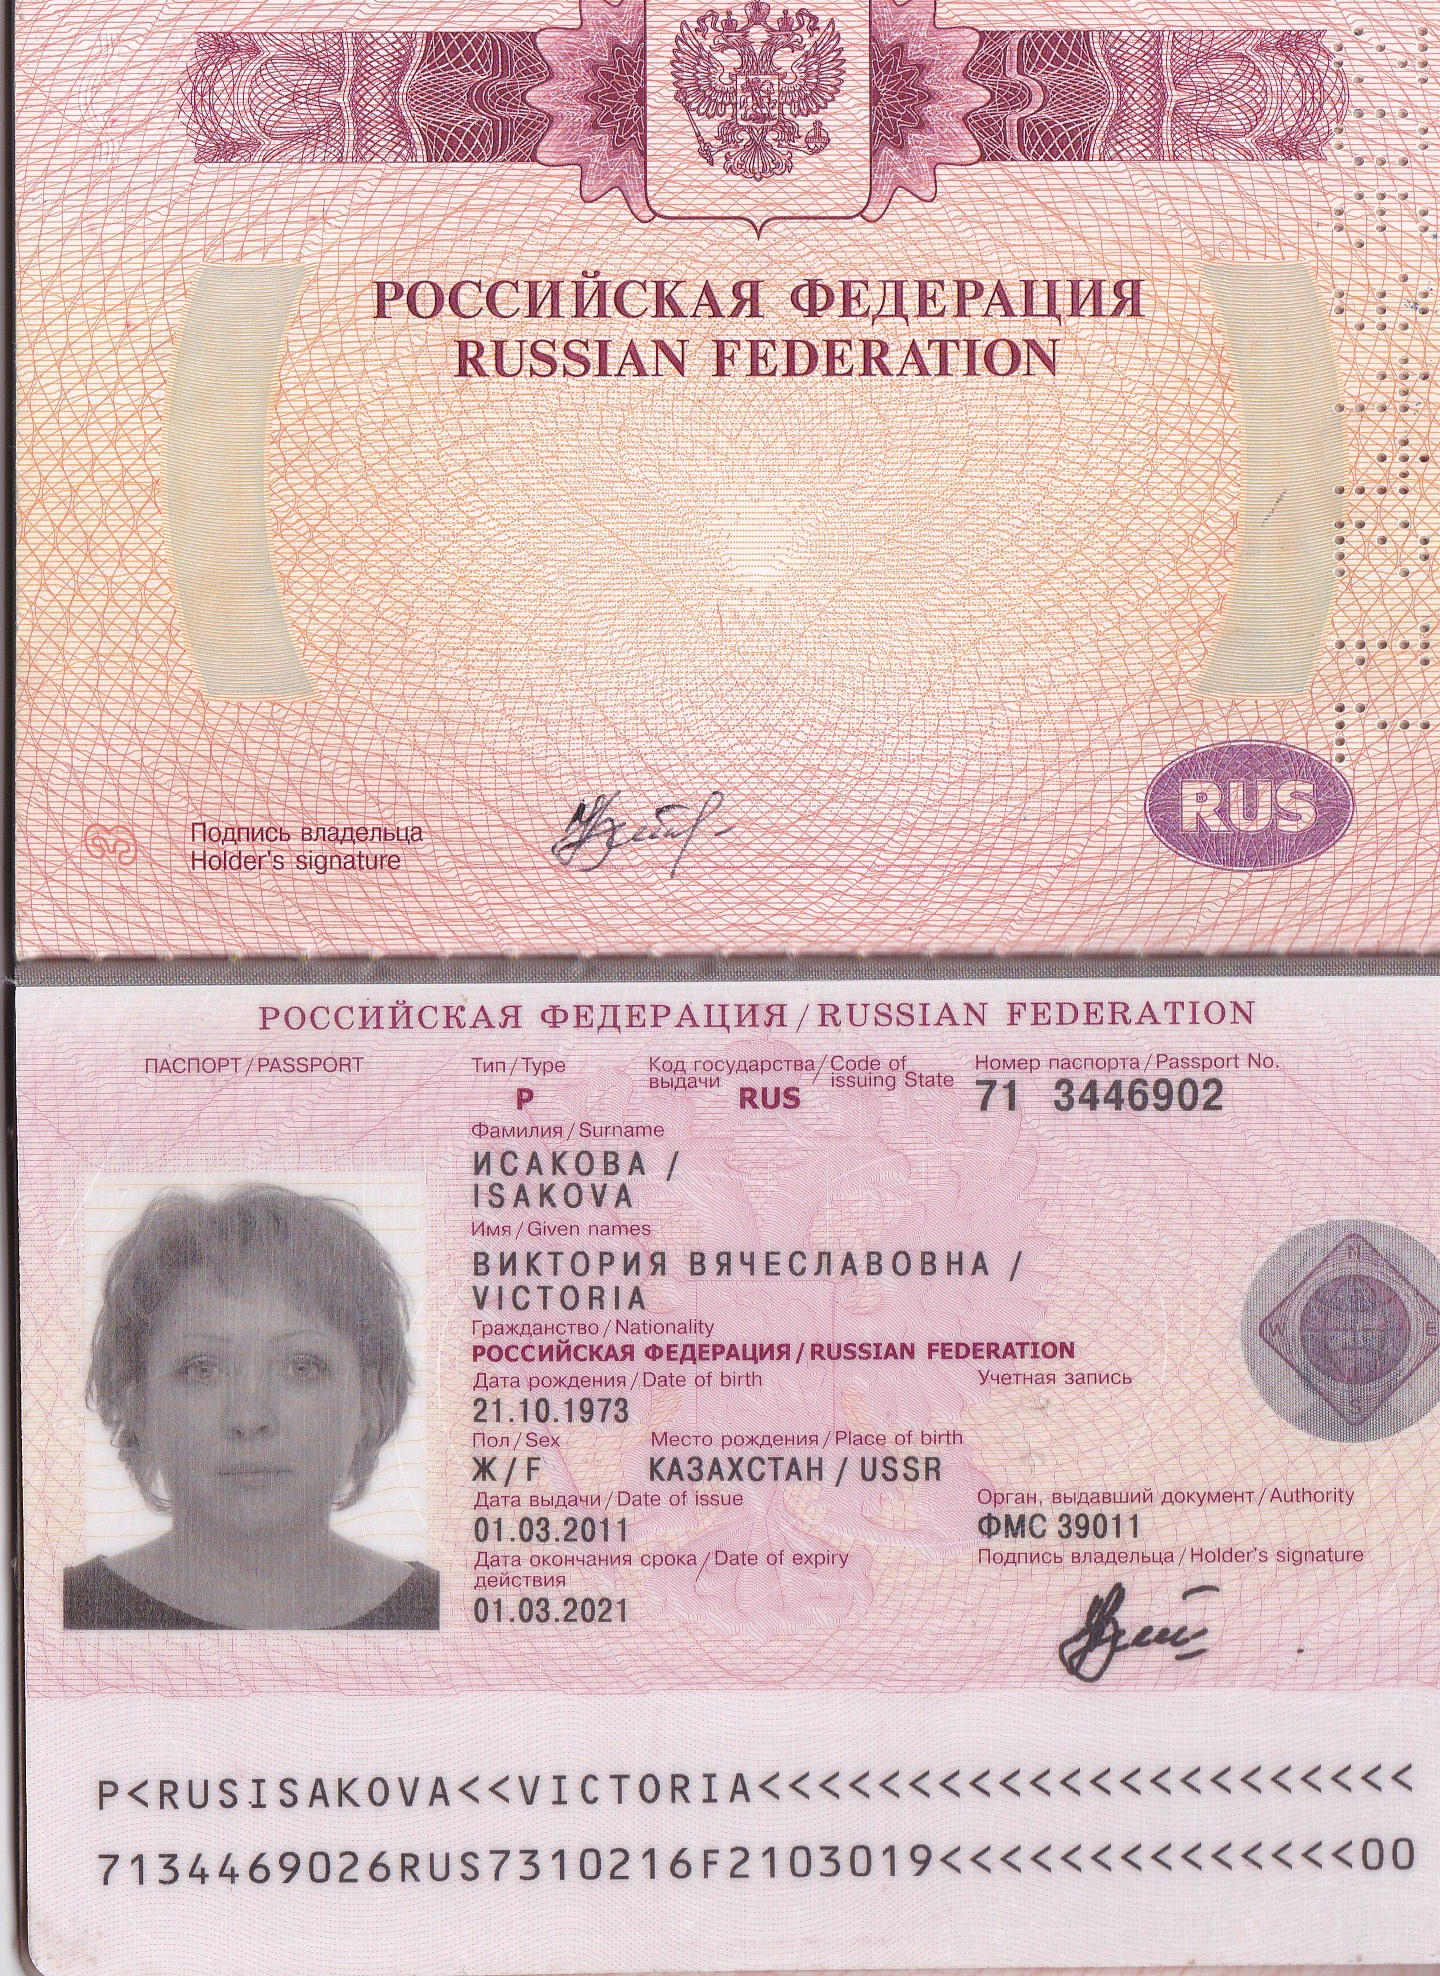 РОССИЙСКАЯ ФЕДЕРАЦИЯ
RUSSIAN FEDERATION
RUS
Подпись владельца
Holder's signature
РОССИЙСКАЯ ФЕДЕРАЦИЯ / RUSSIAN FEDERATION
ПАСПОРТ / PASSPORT
Тип / Type
Код государства / Code of
выдачи issuing State
Номер паспорта / Passport No.
P
RUS
71 3446902
Фамилия / Surname
ИСАКОВА /
ISAKOVA
Имя / Given names
ВИКТОРИЯ ВЯЧЕСЛАВОВНА /
VICTORIA
Гражданство / Nationality
РОССИЙСКАЯ ФЕДЕРАЦИЯ / RUSSIAN FEDERATION
Дата рождения / Date of birth
Учетная запись
21.10.1973
Пол / Sex
Место рождения / Place of birth
Ж / F
КАЗАХСТАН / USSR
Дата выдачи / Date of issue
Орган, выдавший документ / Authority
01.03.2011
ФМС 39011
Дата окончания срока / Date of expiry
действия
Подпись владельца / Holder's signature
01.03.2021
N
W
E
S
P<RUSISAKOVA<<VICTORIA<<<<<<<<<<<<<<<<<<<<<<
7134469026RUS7310216F2103019<<<<<<<<<<<<<<00